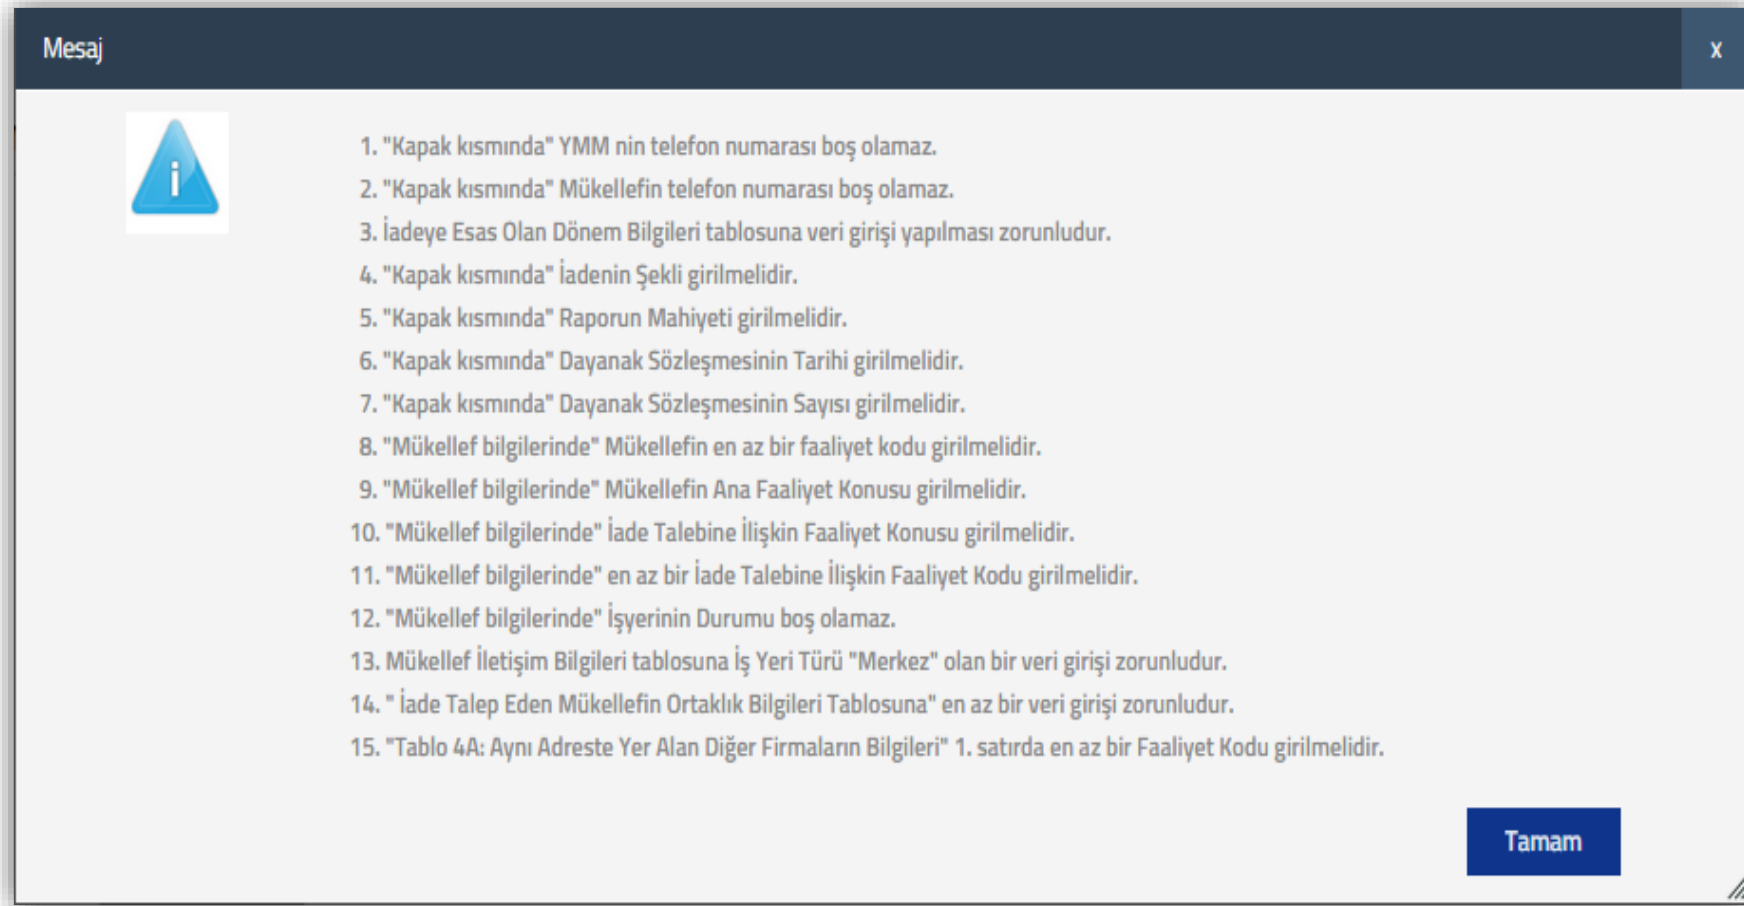 Mesaj
x
1. "Kapak kısmında" YMM nin telefon numarası boş olamaz.
2. "Kapak kısmında" Mükellefin telefon numarası boş olamaz.
3. İadeye Esas Olan Dönem Bilgileri tablosuna veri girişi yapılması zorunludur.
4. "Kapak kısmında" İadenin Şekli girilmelidir.
5. "Kapak kısmında" Raporun Mahiyeti girilmelidir.
6. "Kapak kısmında" Dayanak Sözleşmesinin Tarihi girilmelidir.
7. "Kapak kısmında" Dayanak Sözleşmesinin Sayısı girilmelidir.
8. "Mükellef bilgilerinde" Mükellefin en az bir faaliyet kodu girilmelidir.
9. "Mükellef bilgilerinde" Mükellefin Ana Faaliyet Konusu girilmelidir.
10. "Mükellef bilgilerinde" İade Talebine İlişkin Faaliyet Konusu girilmelidir.
11. "Mükellef bilgilerinde" en az bir İade Talebine İlişkin Faaliyet Kodu girilmelidir.
12. "Mükellef bilgilerinde" İşyerinin Durumu boş olamaz.
13. Mükellef İletişim Bilgileri tablosuna İş Yeri Türü "Merkez" olan bir veri girişi zorunludur.
14. " İade Talep Eden Mükellefin Ortaklık Bilgileri Tablosuna" en az bir veri girişi zorunludur.
15. "Tablo 4A: Aynı Adreste Yer Alan Diğer Firmaların Bilgileri" 1. satırda en az bir Faaliyet Kodu girilmelidir.
Tamam